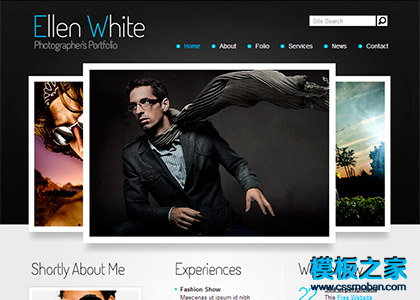 Ellen White
Photographer's Portfolio
Site Search
Home
About
Folio
Services
News
Contact
Shortly About Me
Experiences
W
Fashion Show
Maecenas ut ipsum id nibh
22
This Free Website
模板之家
www.cssmoban.com